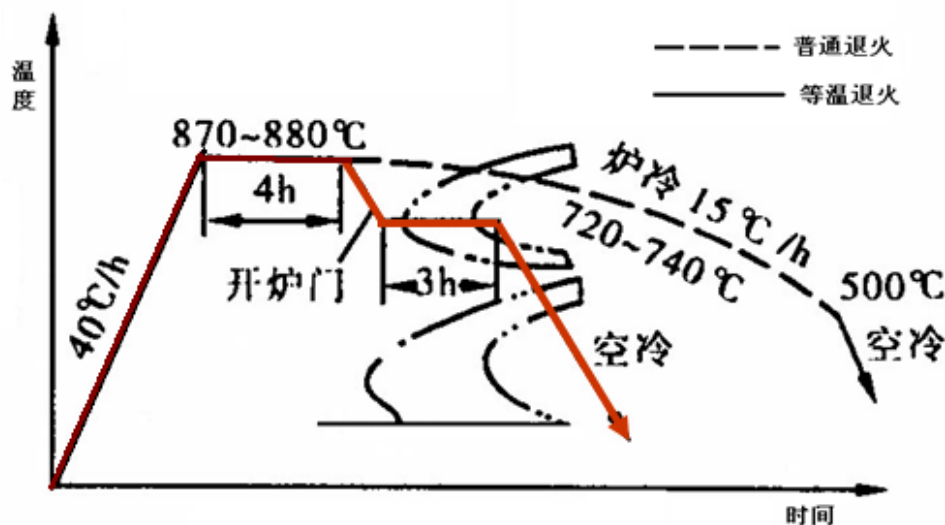 温度
普通退火
等温退火
870~880℃
4h
40℃/h
开炉门
3h
炉冷 15℃/h
720~740℃
空冷
500℃
空冷
时间